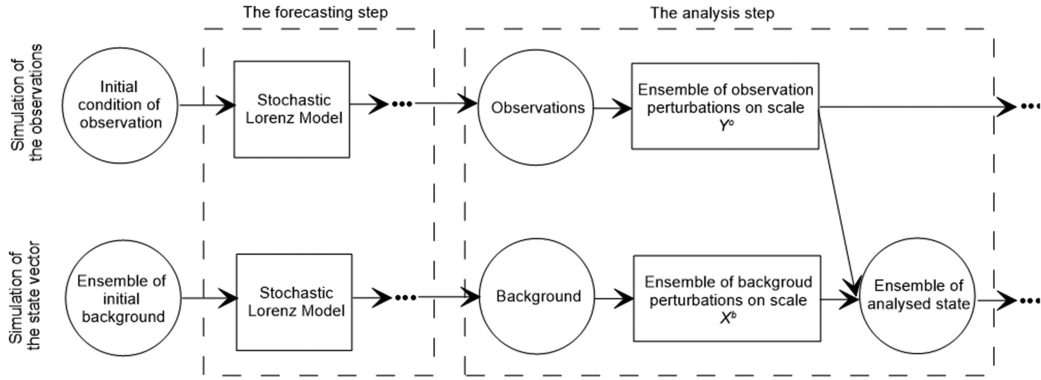 The forecasting step
The analysis step
Simulation of
the observations
Initial
condition of
observation
Stochastic
Lorenz Model
Observations
Ensemble of observation
perturbations on scale
Yᵒ
Simulation of
the state vector
Ensemble of
initial
background
Stochastic
Lorenz Model
Background
Ensemble of backgroud
perturbations on scale
Xᵇ
Ensemble of
analysed state